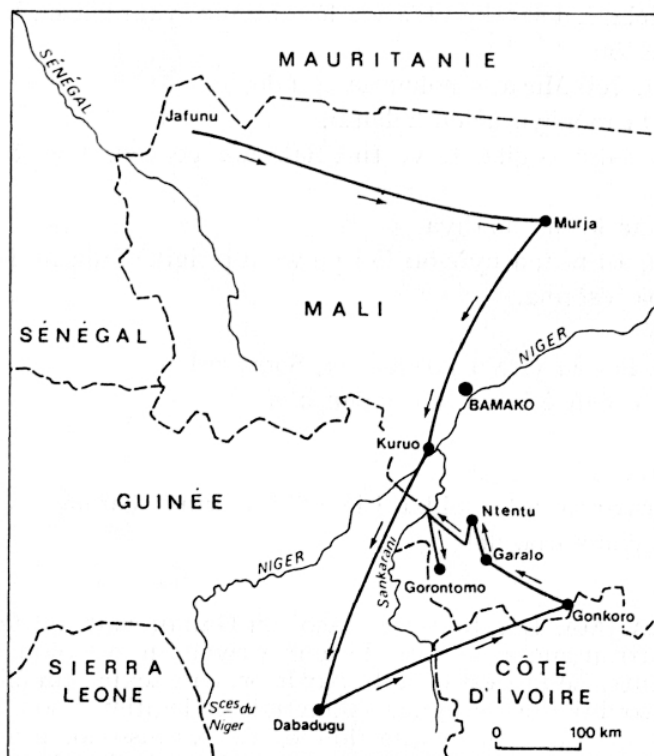 MAURITANIE
SÉNÉGAL
Jafunu
Murja
MALI
SÉNÉGAL
NIGER
BAMAKO
Kuruo
GUINÉE
Ntentu
NIGER
Sankarani
Garalo
Gorontomo
Gonkoro
SIERRA
LEONE
CÔTE
D'IVOIRE
Sces du
Niger
Dabadugu
0 100 km